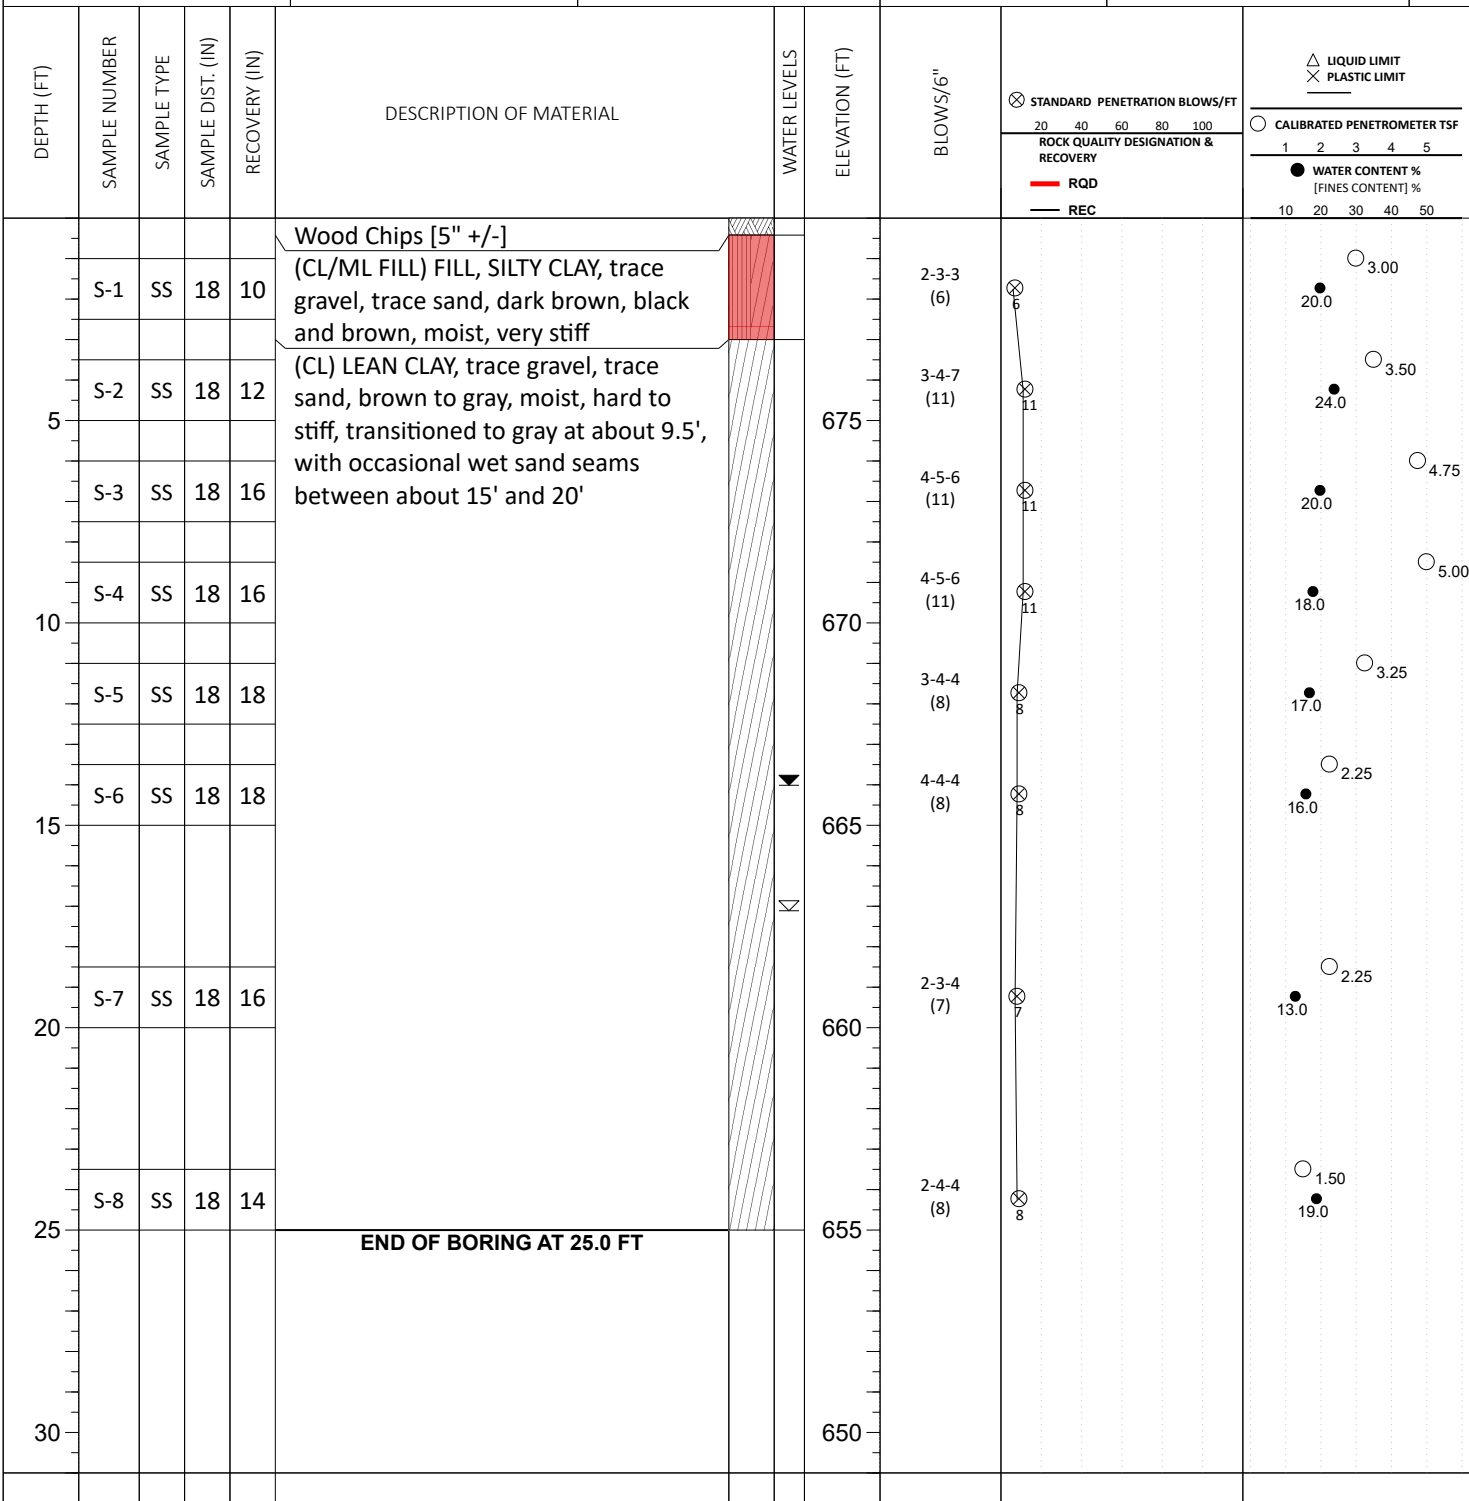 DEPTH (FT)
SAMPLE NUMBER
SAMPLE TYPE
SAMPLE DIST. (IN)
RECOVERY (IN)
DESCRIPTION OF MATERIAL
WATER LEVELS
ELEVATION (FT)
BLOWS/6"
STANDARD PENETRATION BLOWS/FT
20 40 60 80 100
ROCK QUALITY DESIGNATION &
RECOVERY
RQD
REC
LIQUID LIMIT
PLASTIC LIMIT
CALIBRATED PENETROMETER TSF
1 2 3 4 5
WATER CONTENT %
[FINES CONTENT] %
10 20 30 40 50
Wood Chips [5" +/-]
(CL/ML FILL) FILL, SILTY CLAY, trace
gravel, trace sand, dark brown, black
and brown, moist, very stiff
(CL) LEAN CLAY, trace gravel, trace
sand, brown to gray, moist, hard to
stiff, transitioned to gray at about 9.5',
with occasional wet sand seams
between about 15' and 20'
S-1 SS 18 10
2-3-3
(6)
6
3.00
20.0
S-2 SS 18 12
3-4-7
(11)
11
3.50
24.0
5
675
S-3 SS 18 16
4-5-6
(11)
11
4.75
20.0
S-4 SS 18 16
4-5-6
(11)
11
5.00
18.0
10
670
S-5 SS 18 18
3-4-4
(8)
8
3.25
17.0
S-6 SS 18 18
4-4-4
(8)
8
2.25
16.0
15
665
S-7 SS 18 16
2-3-4
(7)
7
2.25
13.0
20
660
S-8 SS 18 14
2-4-4
(8)
8
1.50
19.0
25
655
END OF BORING AT 25.0 FT
30
650